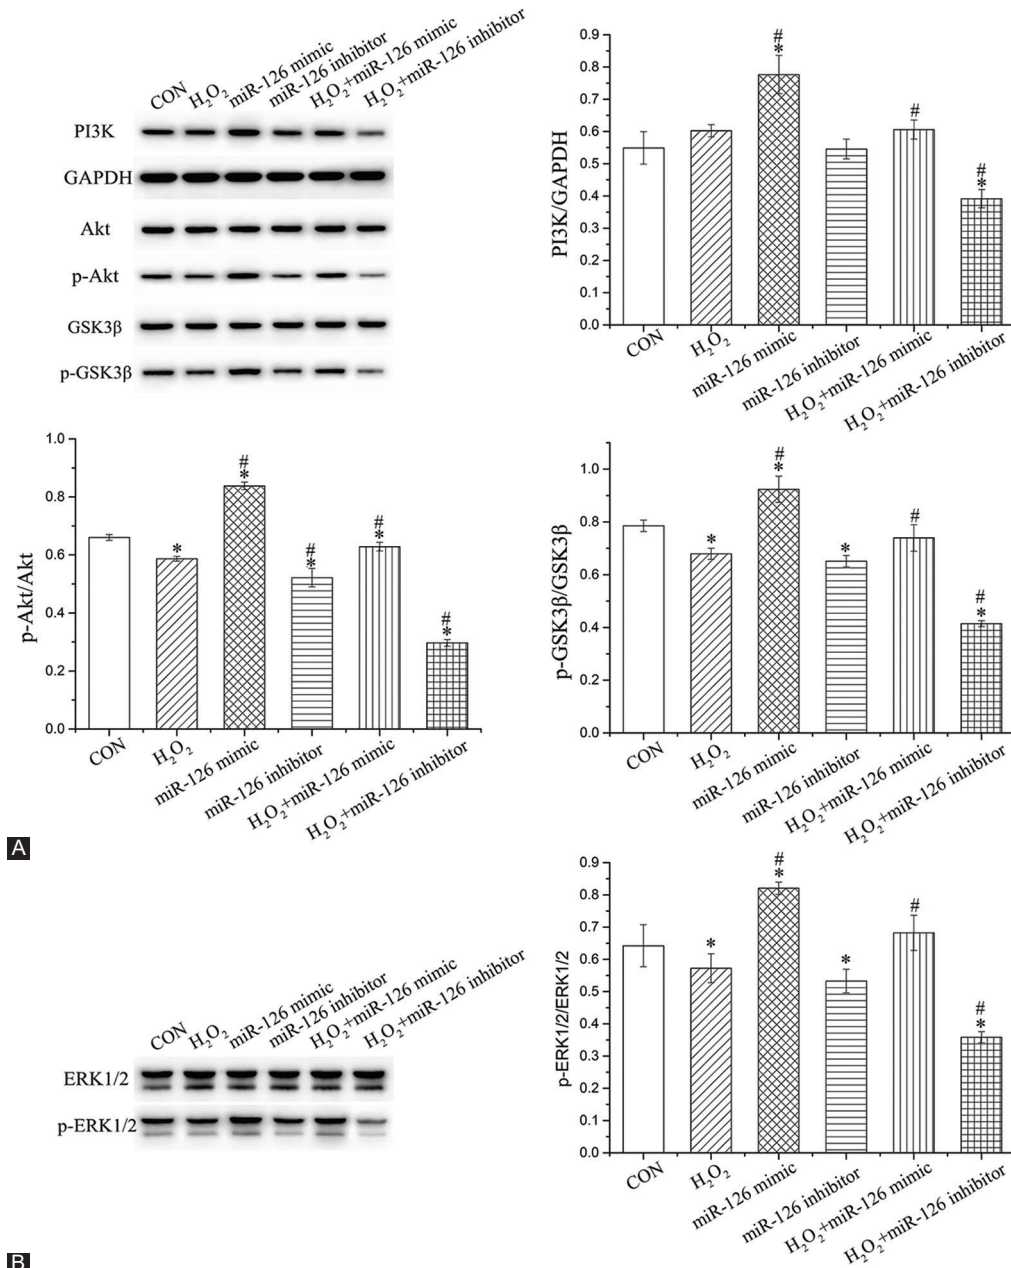 CON
H₂O₂
miR-126 mimic
miR-126 inhibitor
H₂O₂+miR-126 mimic
H₂O₂+miR-126 inhibitor
PI3K
GAPDH
Akt
p-Akt
GSK3β
p-GSK3β
PI3K/GAPDH
0.9
0.8
0.7
0.6
0.5
0.4
0.3
0.2
0.1
0.0
#
*
#
#
*
CON
H₂O₂
miR-126 mimic
miR-126 inhibitor
H₂O₂+miR-126 mimic
H₂O₂+miR-126 inhibitor
p-Akt/Akt
1.0
0.8
0.6
0.4
0.2
0.0
*
#
*
#
*
#
*
#
*
CON
H₂O₂
miR-126 mimic
miR-126 inhibitor
H₂O₂+miR-126 mimic
H₂O₂+miR-126 inhibitor
p-GSK3β/GSK3β
1.0
0.8
0.6
0.4
0.2
0.0
*
#
*
*
#
#
*
CON
H₂O₂
miR-126 mimic
miR-126 inhibitor
H₂O₂+miR-126 mimic
H₂O₂+miR-126 inhibitor
A
CON
H₂O₂
miR-126 mimic
miR-126 inhibitor
H₂O₂+miR-126 mimic
H₂O₂+miR-126 inhibitor
ERK1/2
p-ERK1/2
p-ERK1/2/ERK1/2
0.9
0.8
0.7
0.6
0.5
0.4
0.3
0.2
0.1
0.0
*
#
*
*
#
#
*
CON
H₂O₂
miR-126 mimic
miR-126 inhibitor
H₂O₂+miR-126 mimic
H₂O₂+miR-126 inhibitor
B